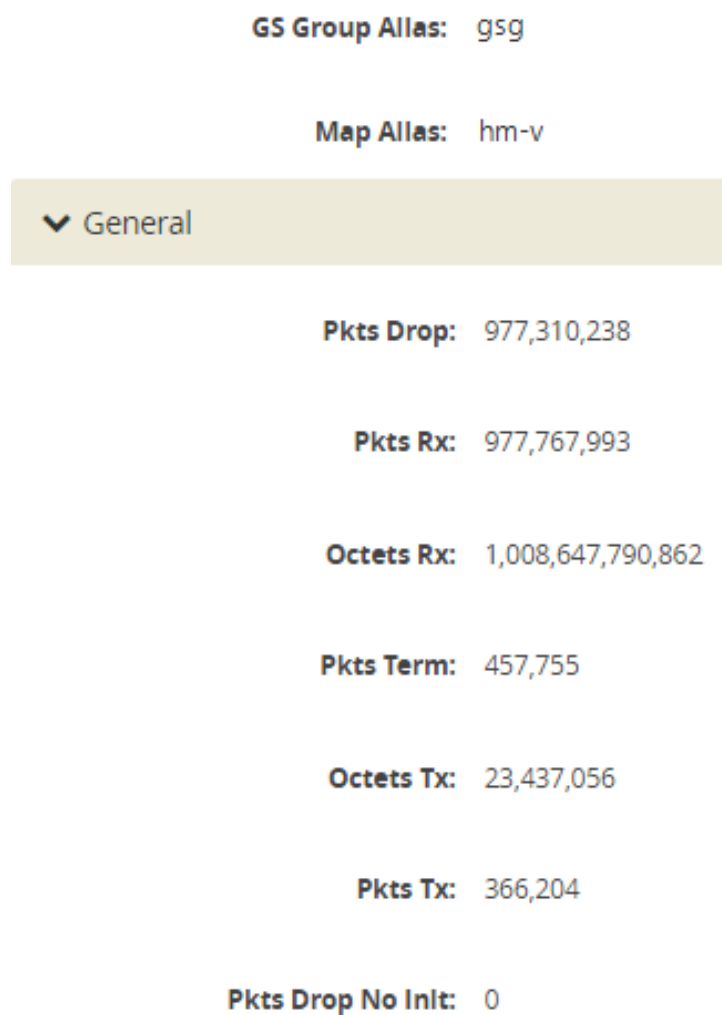 GS Group Alias: gsg
Map Alias: hm-v
General
Pkts Drop: 977,310,238
Pkts Rx: 977,767,993
Octets Rx: 1,008,647,790,862
Pkts Term: 457,755
Octets Tx: 23,437,056
Pkts Tx: 366,204
Pkts Drop No Init: 0